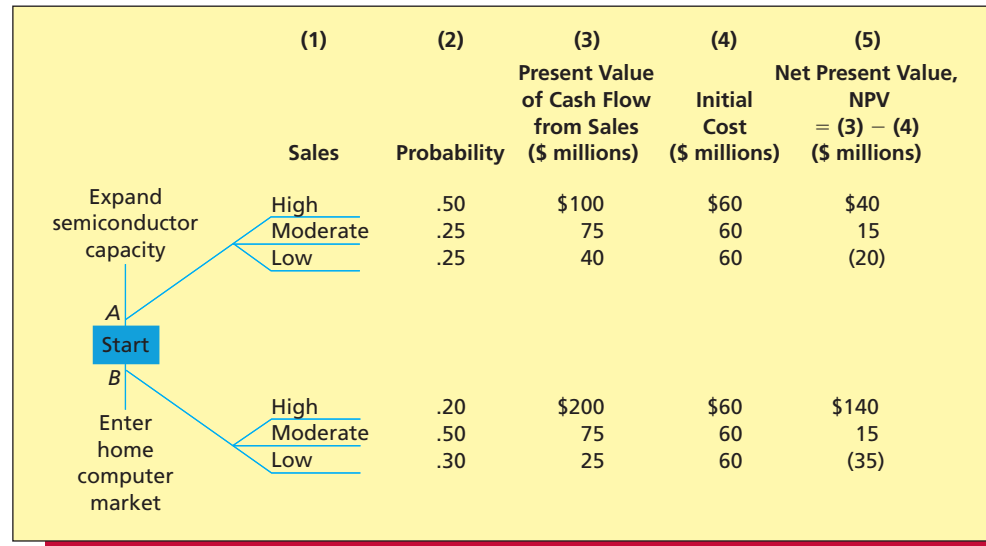 (1) (2) (3) (4) (5)
Present Value Net Present Value,
of Cash Flow Initial NPV
from Sales Cost = (3) − (4)
Sales Probability ($ millions) ($ millions) ($ millions)
Expand
semiconductor
capacity
High .50 $100 $60 $40
Moderate .25 75 60 15
Low .25 40 60 (20)
A
Start
B
Enter
home
computer
market
High .20 $200 $60 $140
Moderate .50 75 60 15
Low .30 25 60 (35)